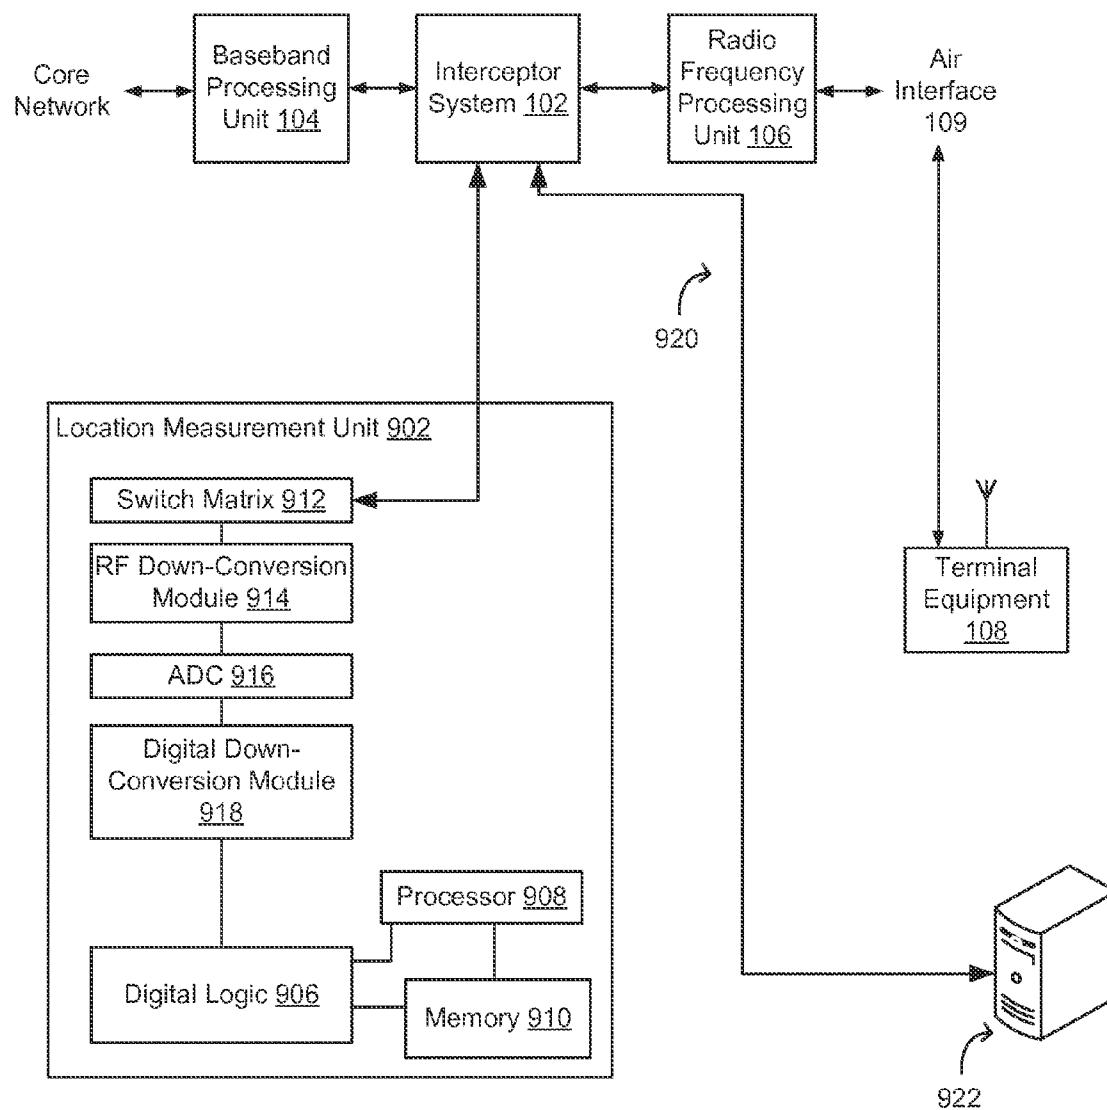 Core
Network
Baseband
Processing
Unit 104
Interceptor
System 102
Radio
Frequency
Processing
Unit 106
Air
Interface
109
920
Location Measurement Unit 902
Switch Matrix 912
RF Down-Conversion
Module 914
ADC 916
Digital Down-
Conversion Module
918
Processor 908
Digital Logic 906
Memory 910
Terminal
Equipment
108
922